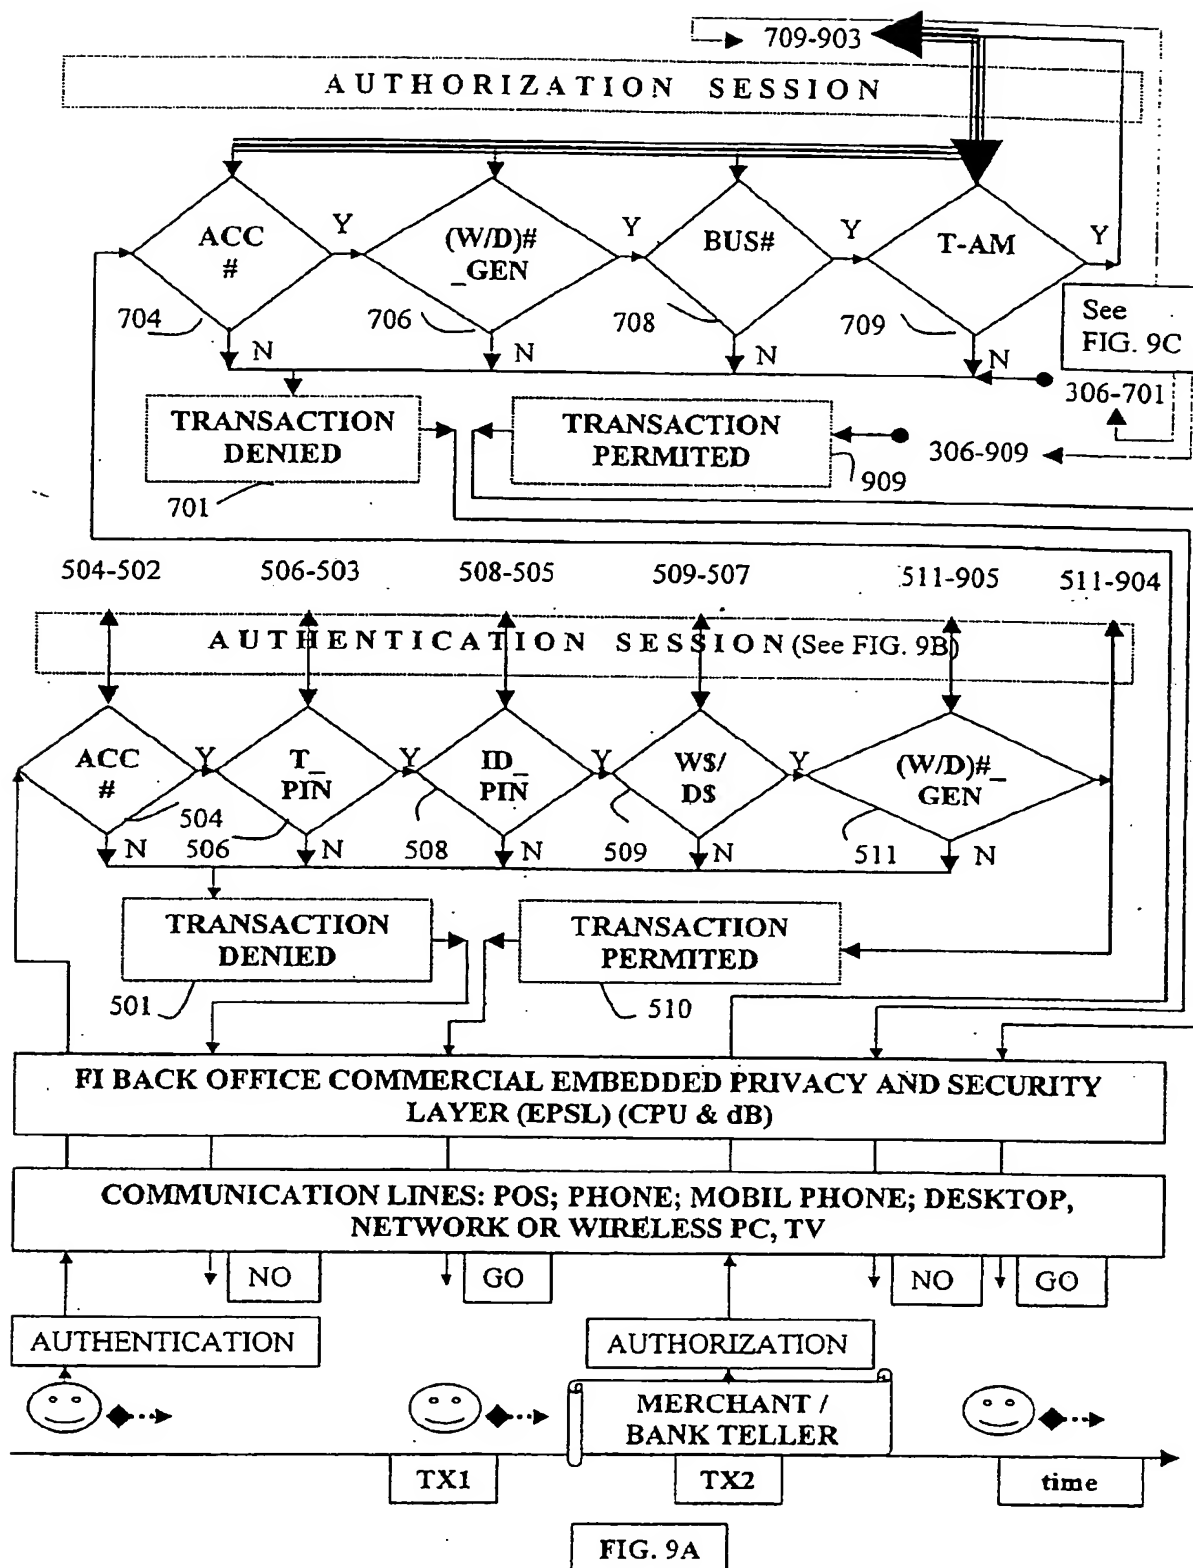 709-903
AUTHORIZATION SESSION
ACC
#
Y
(W/D)#
_GEN
Y
BUS#
Y
T-AM
Y
704
706
708
709
See
FIG. 9C
N
N
N
N
306-701
TRANSACTION
DENIED
TRANSACTION
PERMITED
306-909
701
909
504-502
506-503
508-505
509-507
511-905
511-904
AUTHENTICATION SESSION (See FIG. 9B)
ACC
#
Y
T_
PIN
Y
ID_
PIN
Y
W$/
D$
Y
(W/D)#_
GEN
504
506
508
509
511
N
N
N
N
N
TRANSACTION
DENIED
TRANSACTION
PERMITED
501
510
FI BACK OFFICE COMMERCIAL EMBEDDED PRIVACY AND SECURITY
LAYER (EPSL) (CPU & dB)
COMMUNICATION LINES: POS; PHONE; MOBIL PHONE; DESKTOP,
NETWORK OR WIRELESS PC, TV
NO
GO
NO
GO
AUTHENTICATION
AUTHORIZATION
MERCHANT /
BANK TELLER
TX1
TX2
time
FIG. 9A